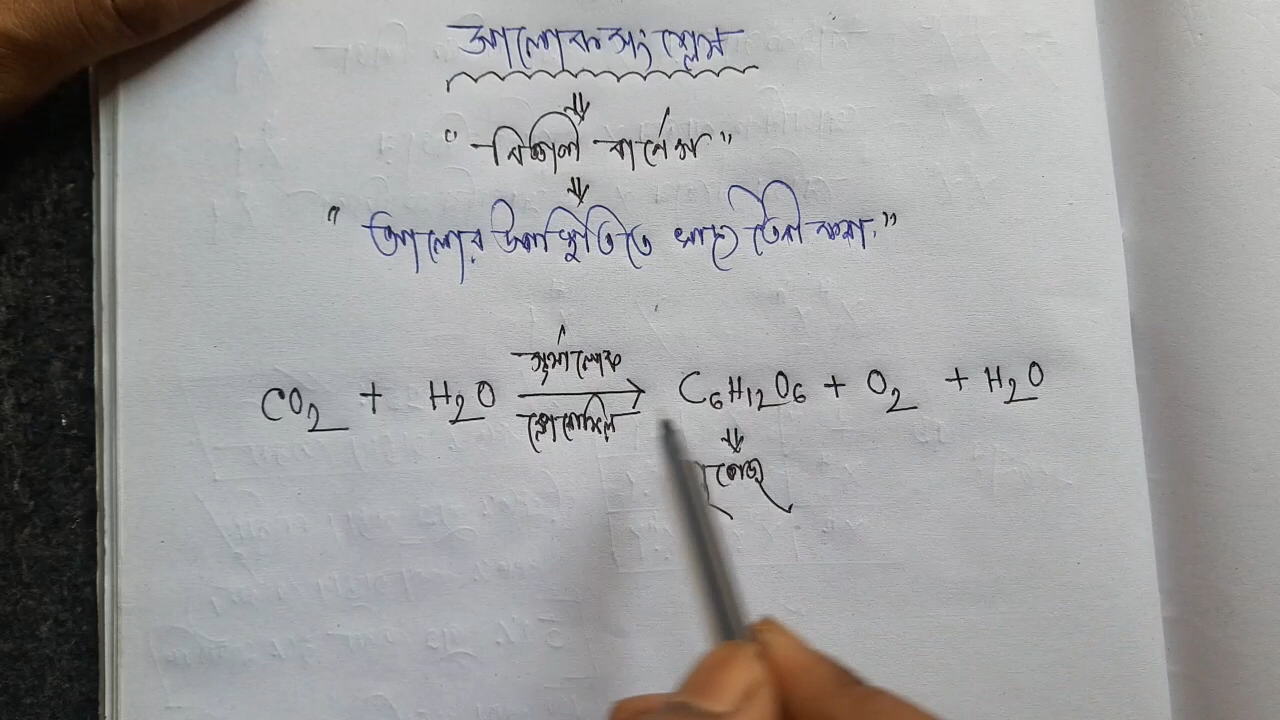 আলোকসংশ্লেষ
"বিজ্ঞানী বার্নেস"
"আলোর উপস্থিতিতে খাদ্য তৈরী করা."
সূর্যালোক
CO2 + H2O → C6H12O6 + O2 + H2O
ক্লোরোফিল